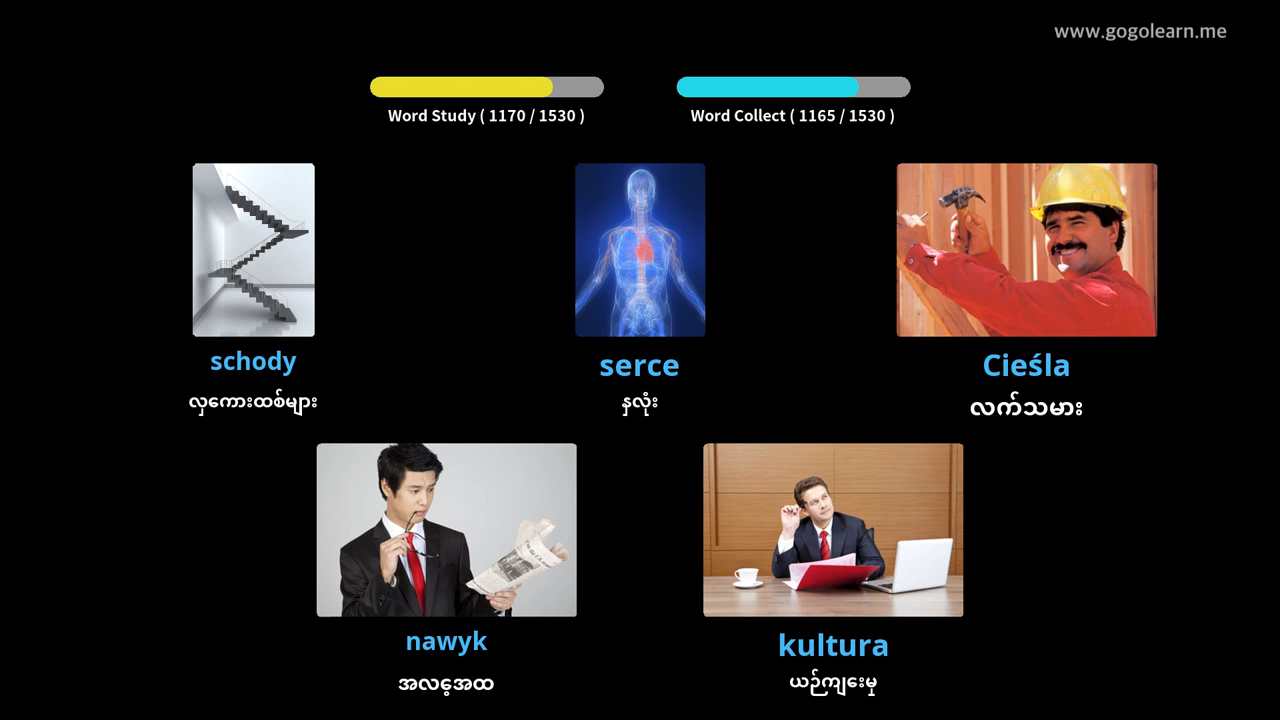 www.gogolearn.me
Word Study ( 1170 / 1530 )
Word Collect ( 1165 / 1530 )
schody
serce
Cieśla
လှကေားထစ်များ
နှလုံး
လက်သမား
nawyk
kultura
အလေ့အထ
ယဉ်ကျေးမှု